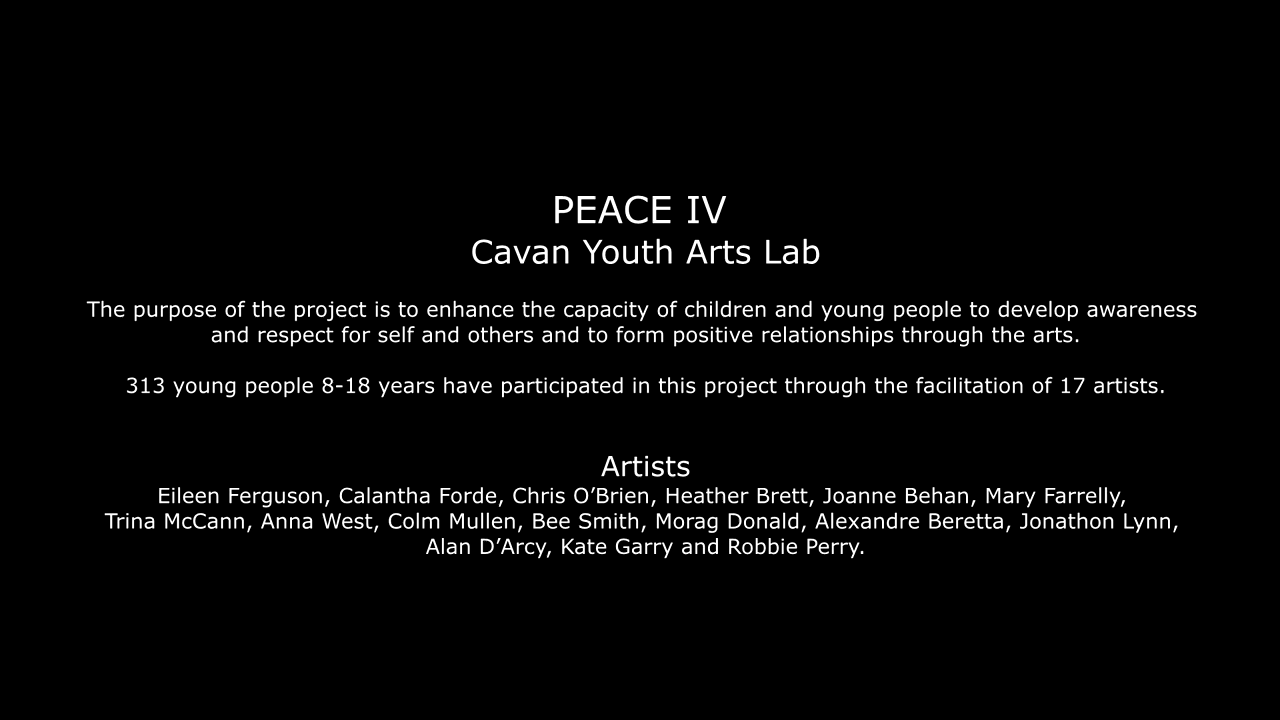 PEACE IV
Cavan Youth Arts Lab
The purpose of the project is to enhance the capacity of children and young people to develop awareness
and respect for self and others and to form positive relationships through the arts.
313 young people 8-18 years have participated in this project through the facilitation of 17 artists.
Artists
Eileen Ferguson, Calantha Forde, Chris O’Brien, Heather Brett, Joanne Behan, Mary Farrelly,
Trina McCann, Anna West, Colm Mullen, Bee Smith, Morag Donald, Alexandre Beretta, Jonathon Lynn,
Alan D’Arcy, Kate Garry and Robbie Perry.